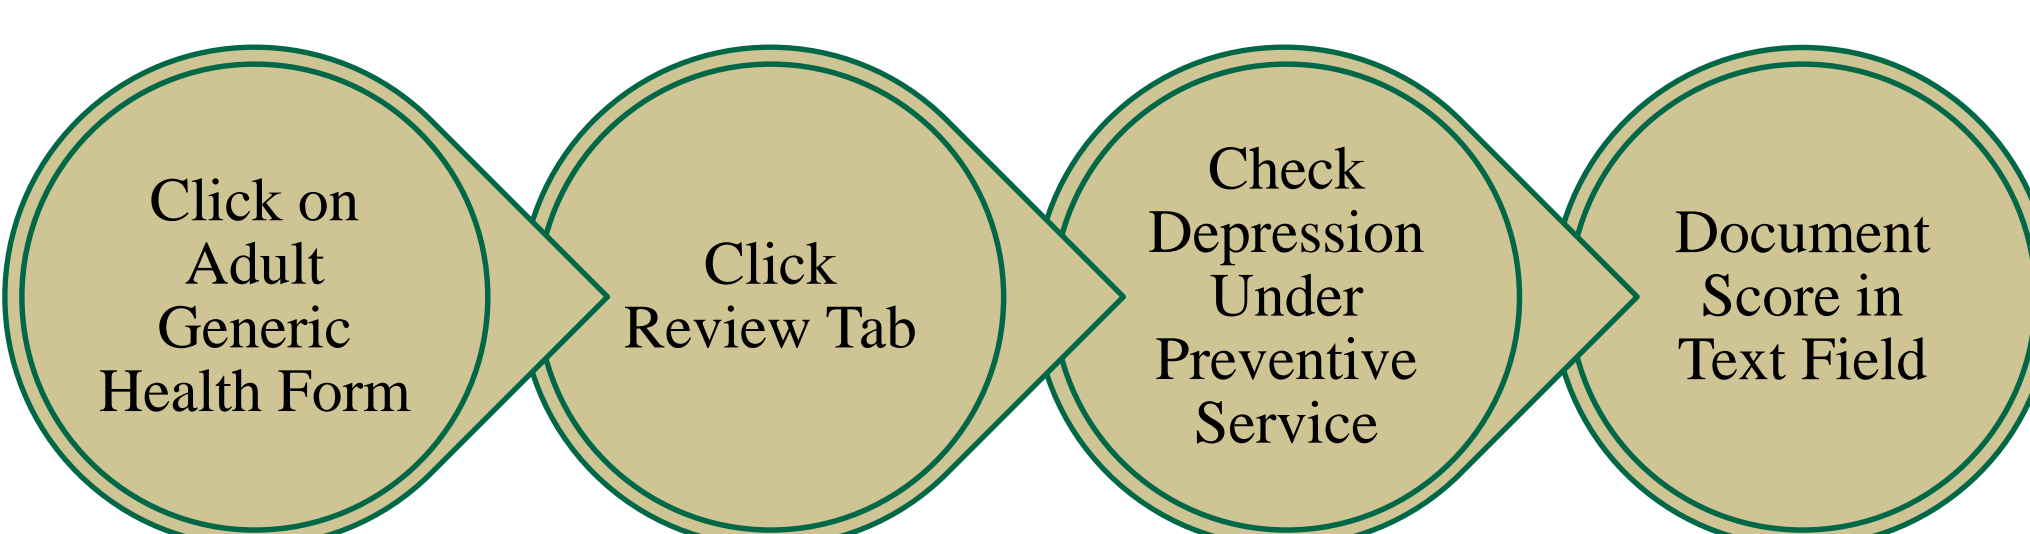 Click on
Adult
Generic
Health Form
Click
Review Tab
Check
Depression
Under
Preventive
Service
Document
Score in
Text Field